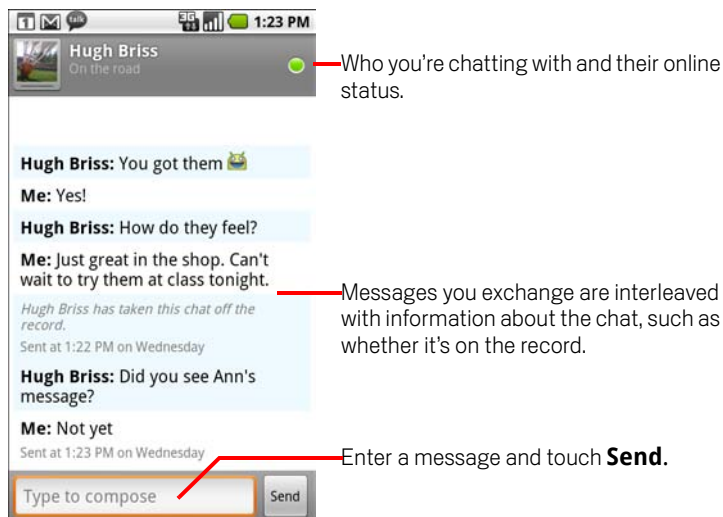 1 talk 3G 1:23 PM
Hugh Briss
On the road
Who you're chatting with and their online
status.
Hugh Briss: You got them
Me: Yes!
Hugh Briss: How do they feel?
Me: Just great in the shop. Can't
wait to try them at class tonight.
Hugh Briss has taken this chat off the
record.
Sent at 1:22 PM on Wednesday
Messages you exchange are interleaved
with information about the chat, such as
whether it's on the record.
Hugh Briss: Did you see Ann's
message?
Me: Not yet
Sent at 1:23 PM on Wednesday
Enter a message and touch Send.
Type to compose
Send